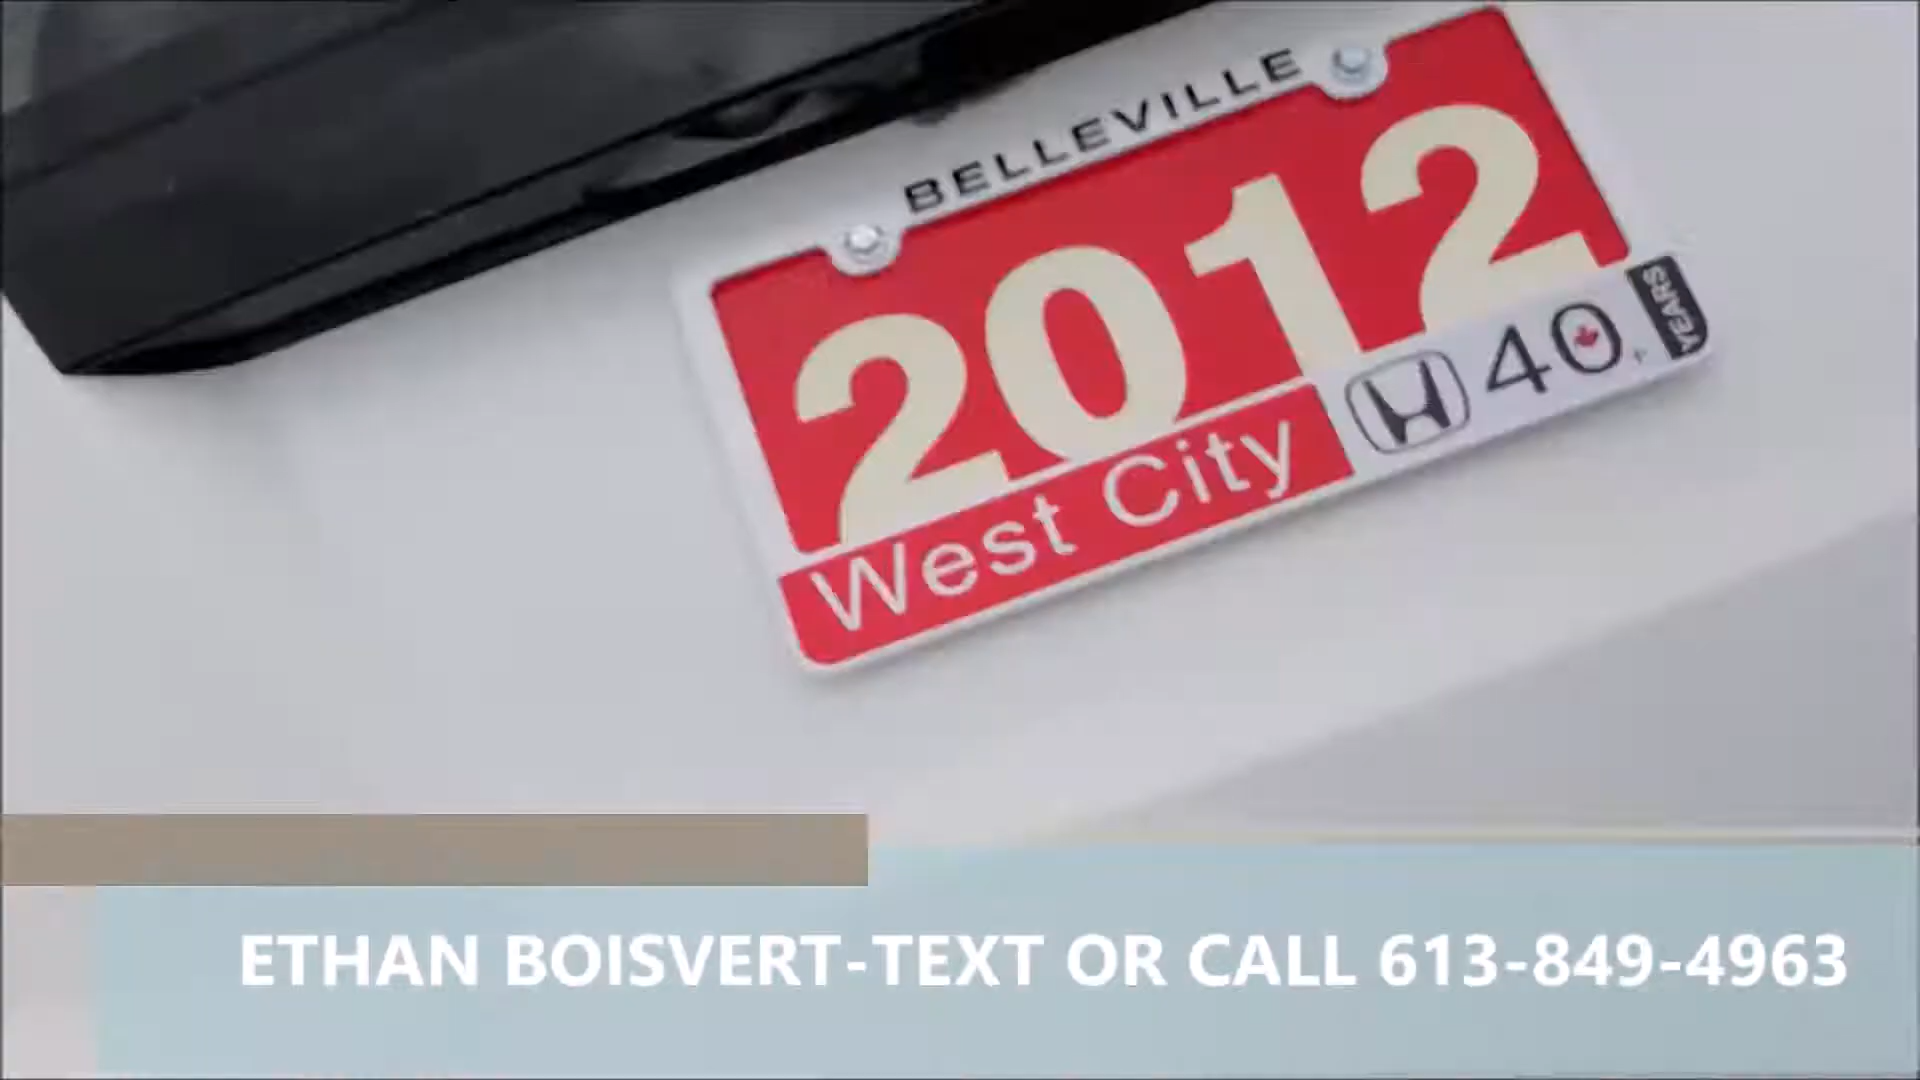 BELLEVILLE
2012
West City
40 YEARS
ETHAN BOISVERT-TEXT OR CALL 613-849-4963